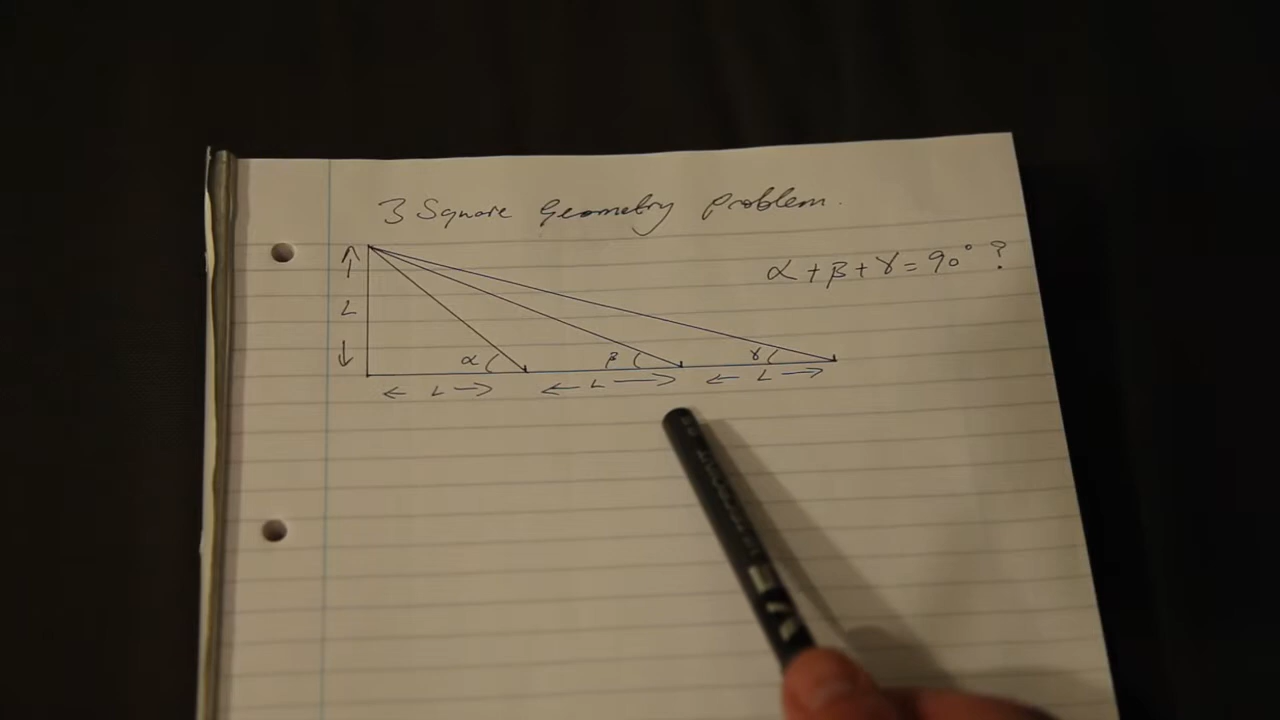 3 Square Geometry Problem.
α + β + γ = 90° ?
L
α β γ
L L L